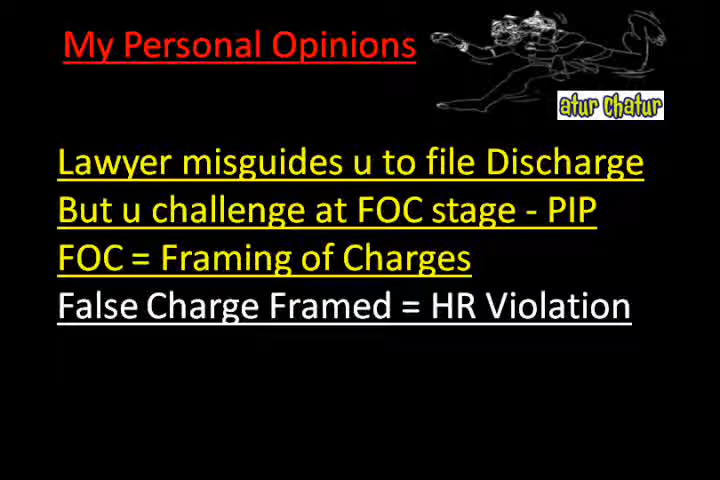 My Personal Opinions
atur chatur
Lawyer misguides u to file Discharge
But u challenge at FOC stage - PIP
FOC = Framing of Charges
False Charge Framed = HR Violation